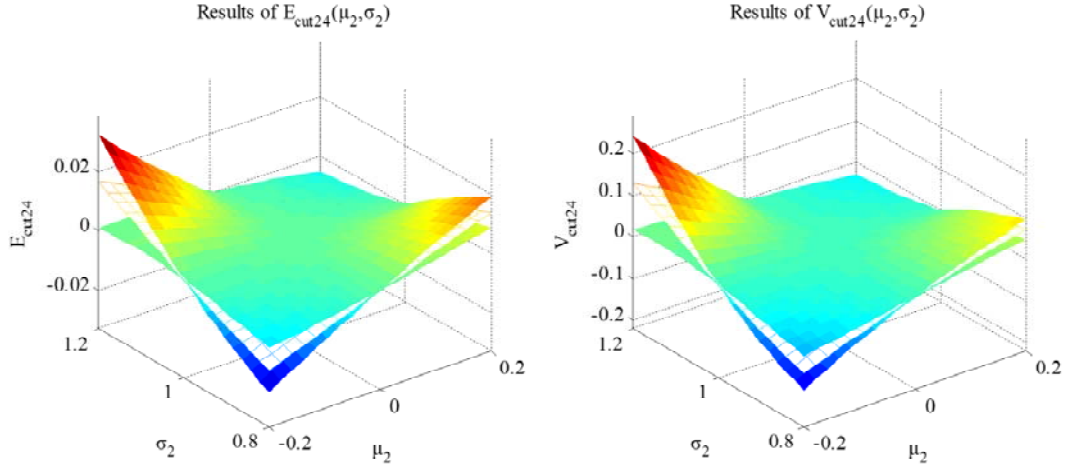 Results of E_cut24(μ_2,σ_2)
E_cut24
0.02
0
-0.02
1.2
1
0.8
σ_2
-0.2
0
0.2
μ_2
Results of V_cut24(μ_2,σ_2)
V_cut24
0.2
0.1
0
-0.1
-0.2
1.2
1
0.8
σ_2
-0.2
0
0.2
μ_2